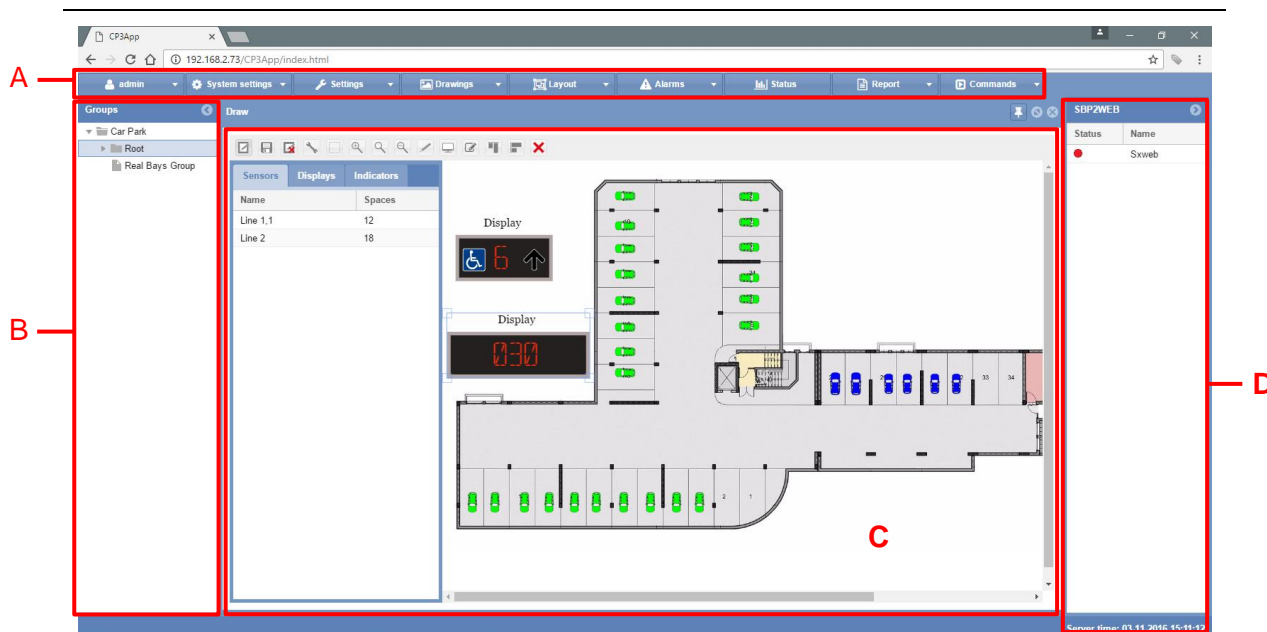 CP3App
192.168.2.73/CP3App/index.html
A
admin System settings Settings Drawings Layout Alarms Status Report Commands
Groups
Draw
SBP2WEB
Car Park
Root
Real Bays Group
Status Name
Sxweb
Sensors Displays Indicators
Name Spaces
Line 1,1 12
Line 2 18
Display
6
Display
030
B
D
33 34
2 1
C
Server time: 03.11.2016 15:11:12